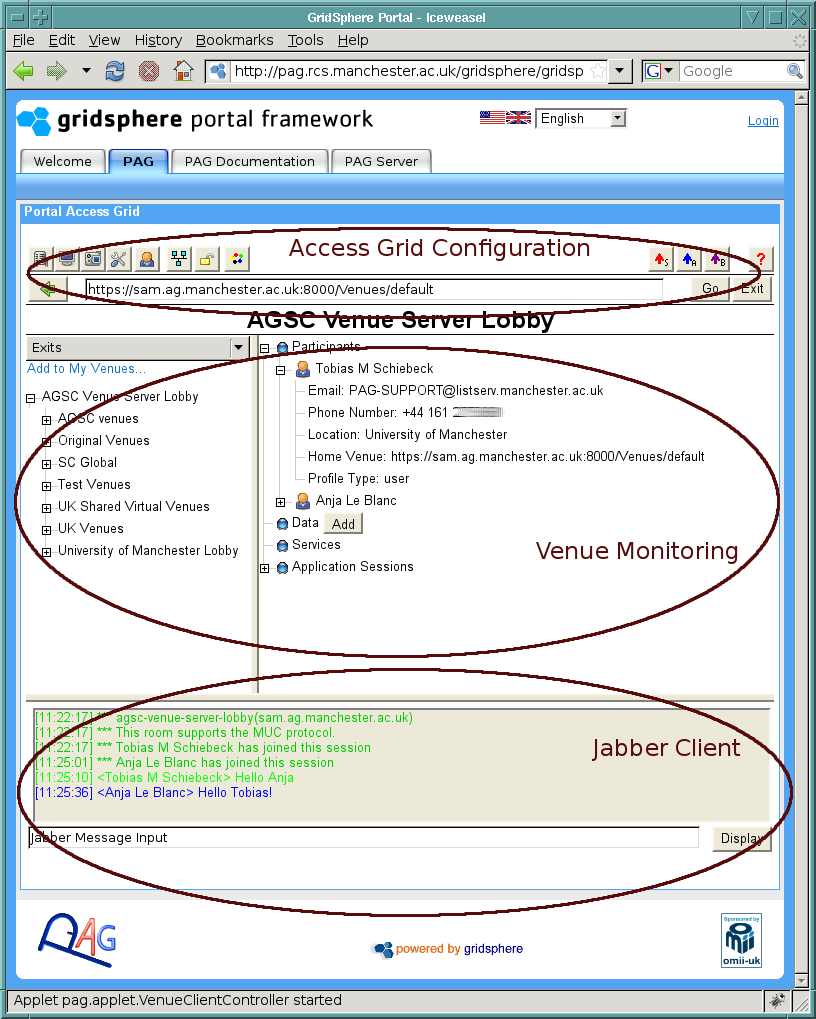 GridSphere Portal - Iceweasel
File Edit View History Bookmarks Tools Help
http://pag.rcs.manchester.ac.uk/gridsphere/gridsp G Google
gridsphere portal framework English Login
Welcome PAG PAG Documentation PAG Server
Portal Access Grid
Access Grid Configuration
S A B ?
https://sam.ag.manchester.ac.uk:8000/Venues/default Go Exit
AGSC Venue Server Lobby
Exits
Add to My Venues...
AGSC Venue Server Lobby
AGSC venues
Original Venues
SC Global
Test Venues
UK Shared Virtual Venues
UK Venues
University of Manchester Lobby
Participants
Tobias M Schiebeck
Email: PAG-SUPPORT@listserv.manchester.ac.uk
Phone Number: +44 161
Location: University of Manchester
Home Venue: https://sam.ag.manchester.ac.uk:8000/Venues/default
Profile Type: user
Anja Le Blanc
Data Add
Services
Application Sessions
Venue Monitoring
[11:22:17] *** agsc-venue-server-lobby(sam.ag.manchester.ac.uk)
[11:22:17] *** This room supports the MUC protocol.
[11:22:17] *** Tobias M Schiebeck has joined this session
[11:25:01] *** Anja Le Blanc has joined this session
[11:25:10] <Tobias M Schiebeck> Hello Anja
[11:25:36] <Anja Le Blanc> Hello Tobias!
Jabber Client
Jabber Message Input Display
PAG
powered by gridsphere
Sponsored by
omii
omii-uk
Applet pag.applet.VenueClientController started